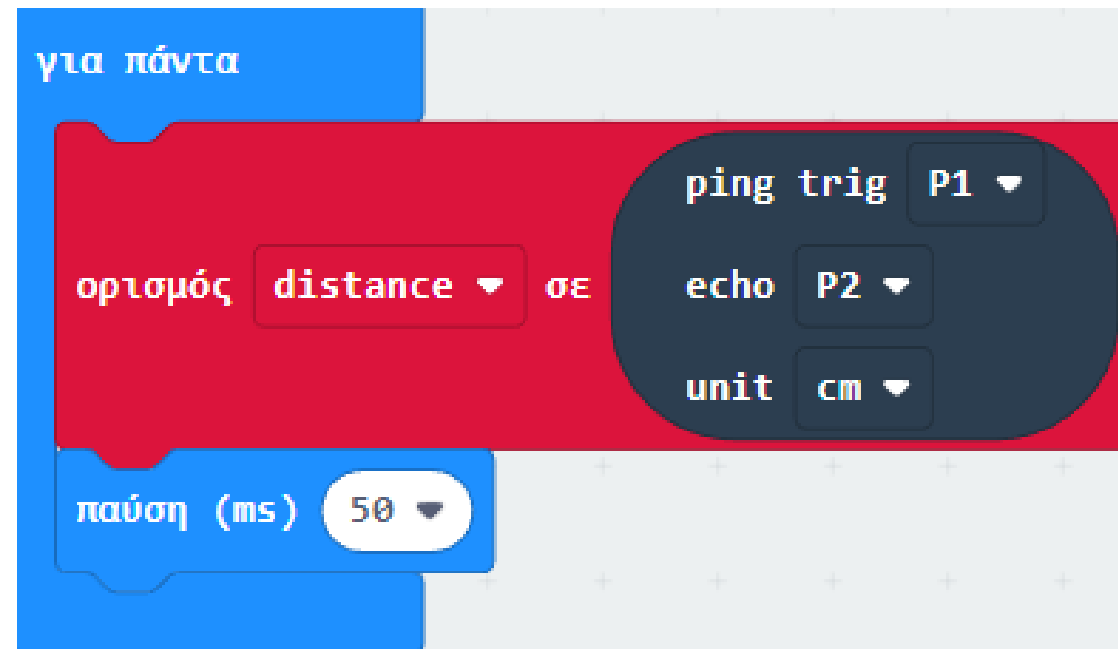 για πάντα
ping trig P1
ορισμός distance σε echo P2
unit cm
παύση (ms) 50